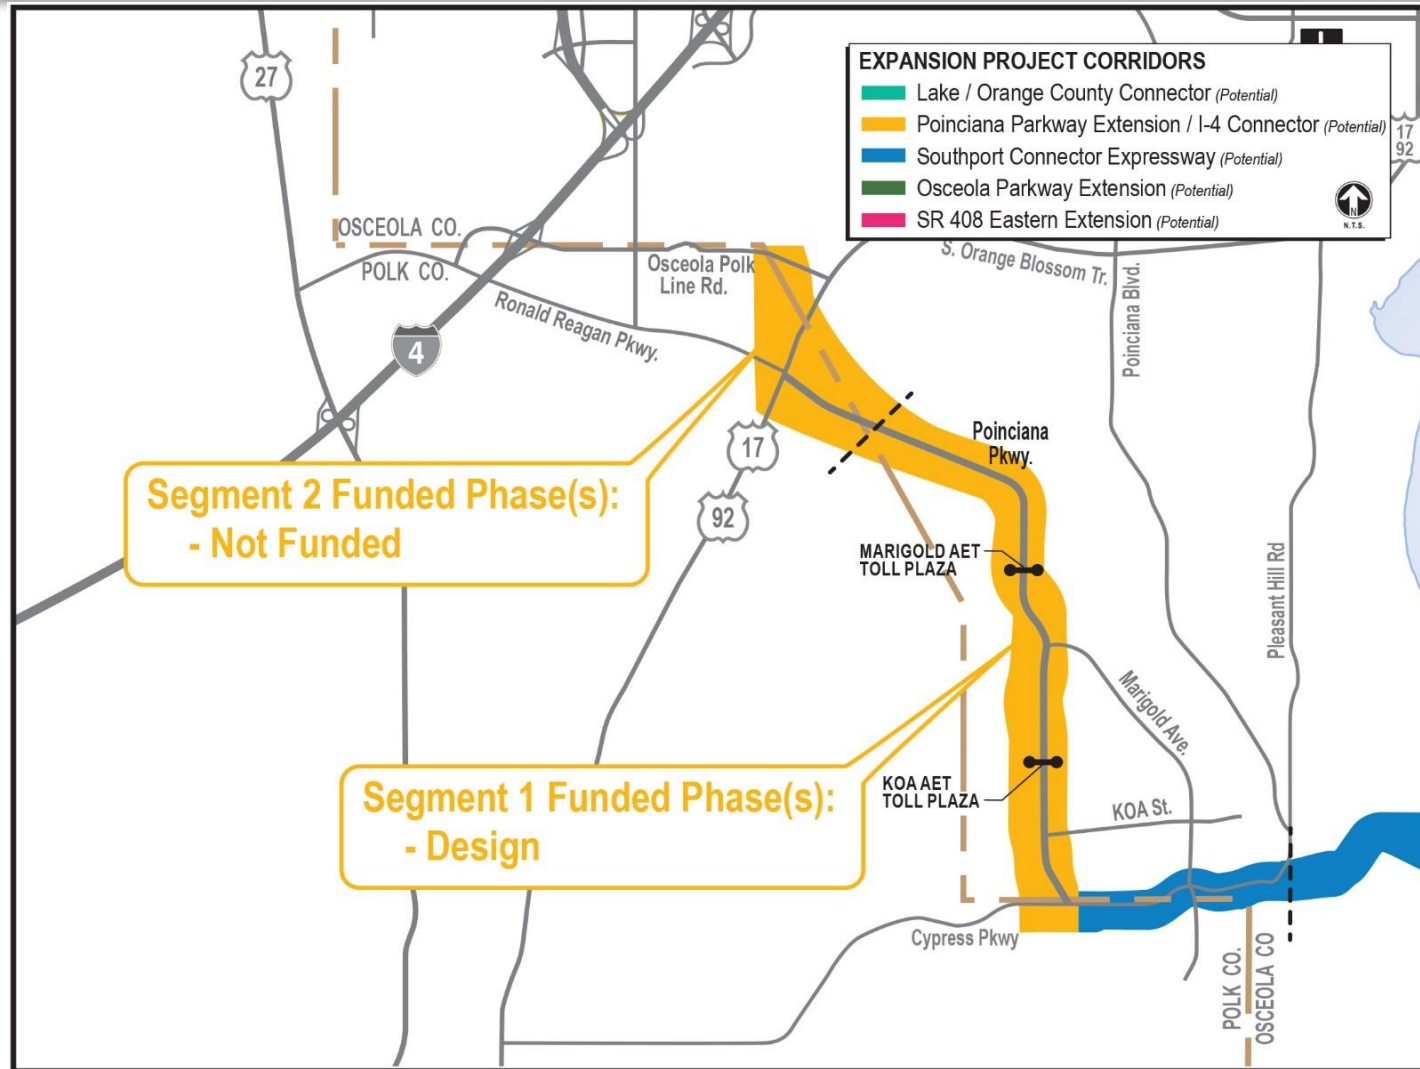 27
EXPANSION PROJECT CORRIDORS
Lake / Orange County Connector (Potential)
Poinciana Parkway Extension / I-4 Connector (Potential)
Southport Connector Expressway (Potential)
Osceola Parkway Extension (Potential)
SR 408 Eastern Extension (Potential)
N
N.T.S.
17
92
OSCEOLA CO.
POLK CO.
Osceola Polk
Line Rd.
S. Orange Blossom Tr.
Poinciana Blvd.
Ronald Reagan Pkwy.
4
Segment 2 Funded Phase(s):
- Not Funded
17
92
Poinciana
Pkwy.
MARIGOLD AET
TOLL PLAZA
Pleasant Hill Rd
Marigold Ave.
Segment 1 Funded Phase(s):
- Design
KOA AET
TOLL PLAZA
KOA St.
Cypress Pkwy
POLK CO.
OSCEOLA CO